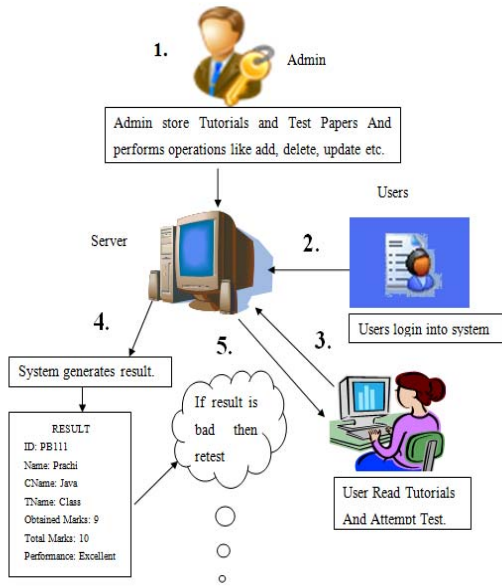 1.
Admin
Admin store Tutorials and Test Papers And
performs operations like add, delete, update etc.
Users
Server
2.
Users login into system
4.
5.
3.
System generates result.
If result is
bad then
retest
RESULT
ID: PB111
Name: Prachi
CName: Java
TName: Class
Obtained Marks: 9
Total Marks: 10
Performance: Excellent
User Read Tutorials
And Attempt Test.